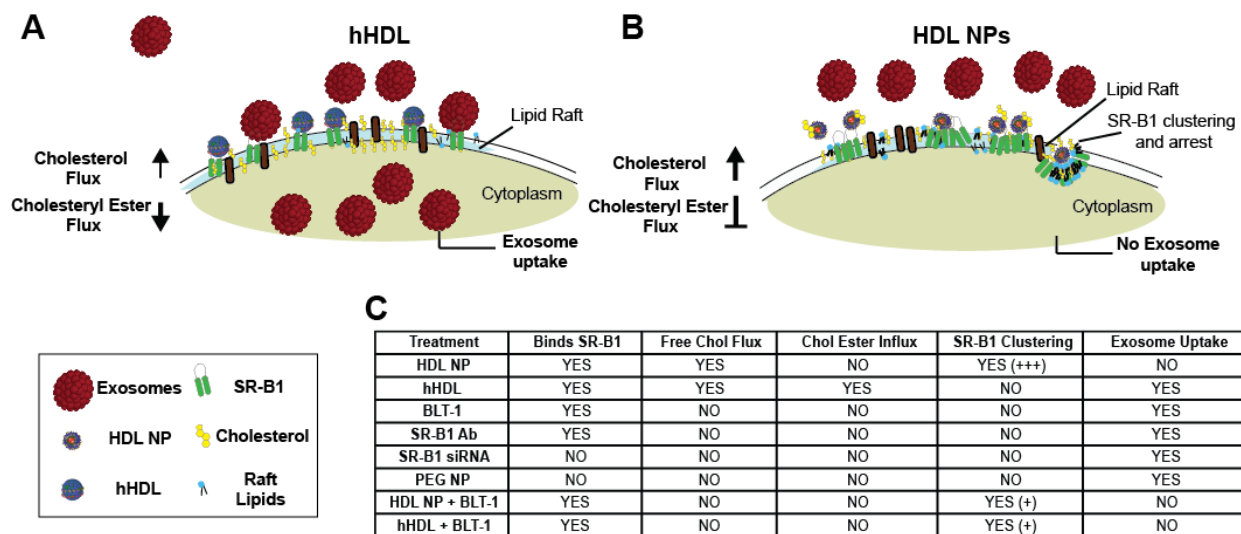 A
hHDL
Lipid Raft
Cholesterol
Flux
Cholesteryl Ester
Flux
Cytoplasm
Exosome
uptake
B
HDL NPs
Lipid Raft
SR-B1 clustering
and arrest
Cholesterol
Flux
Cholesteryl Ester
Flux
Cytoplasm
No Exosome
uptake
Exosomes
SR-B1
HDL NP
Cholesterol
hHDL
Raft
Lipids
C
Treatment Binds SR-B1 Free Chol Flux Chol Ester Influx SR-B1 Clustering Exosome Uptake
HDL NP YES YES NO YES (+++) NO
hHDL YES YES YES NO YES
BLT-1 YES NO NO NO YES
SR-B1 Ab YES NO NO NO YES
SR-B1 siRNA NO NO NO NO YES
PEG NP NO NO NO NO YES
HDL NP + BLT-1 YES NO NO YES (+) NO
hHDL + BLT-1 YES NO NO YES (+) NO